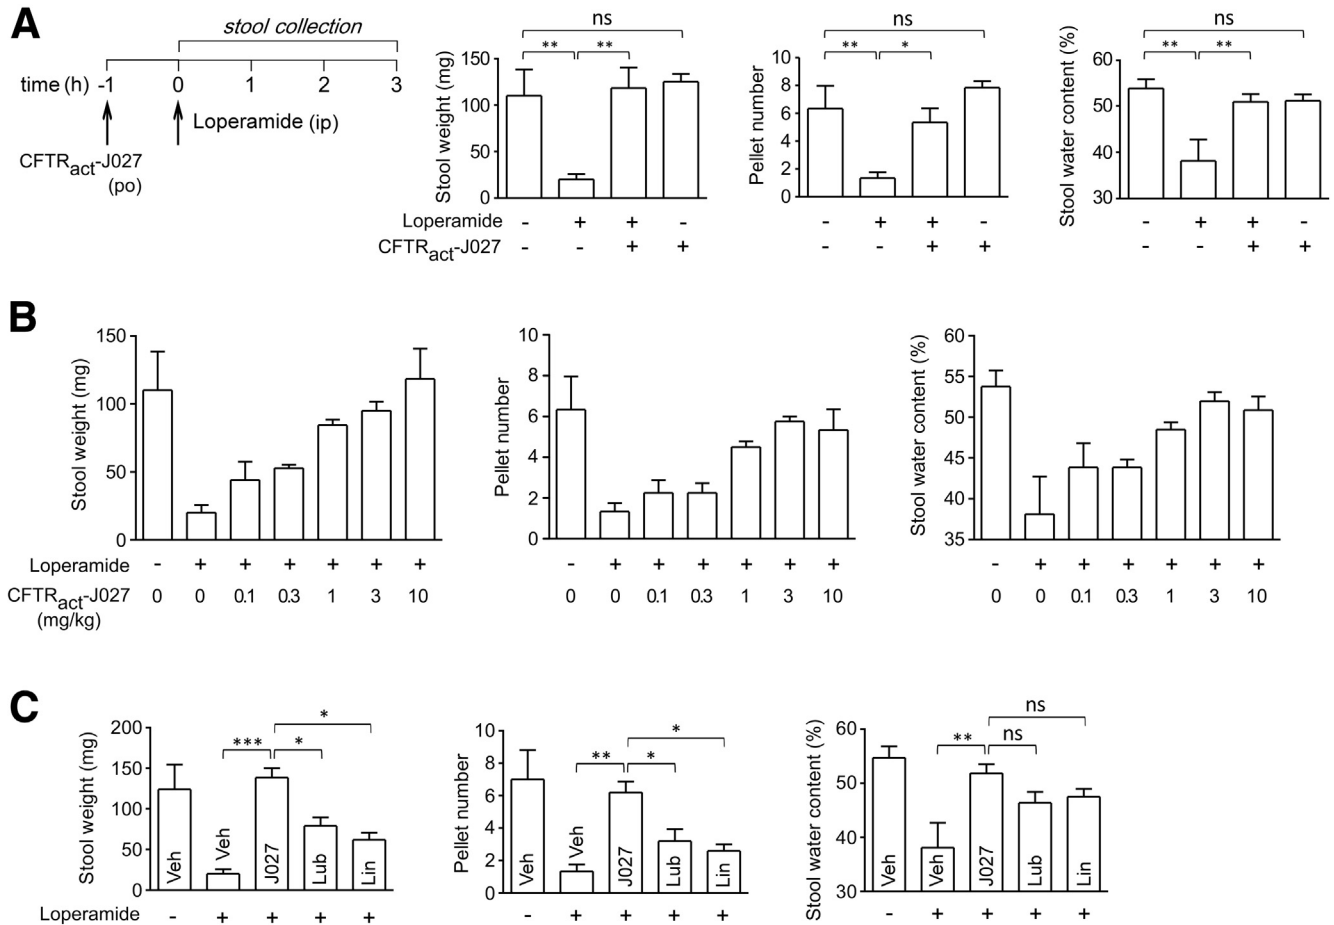 A
stool collection
time (h) -1 0 1 2 3
Loperamide (ip)
CFTRact-J027
(po)
ns
** **
Stool weight (mg)
150
100
50
0
Loperamide - + + -
CFTRact-J027 - - + +
ns
** *
Pellet number
10
8
6
4
2
0
- + + -
- - + +
ns
** **
Stool water content (%)
60
50
40
30
- + + -
- - + +
B
Stool weight (mg)
150
100
50
0
Loperamide - + + + + + +
CFTRact-J027 0 0 0.1 0.3 1 3 10
(mg/kg)
Pellet number
10
8
6
4
2
0
- + + + + + +
0 0 0.1 0.3 1 3 10
Stool water content (%)
60
55
50
45
40
35
- + + + + + +
0 0 0.1 0.3 1 3 10
C
Stool weight (mg)
200
150
100
50
0
*
*** *
Veh Veh J027 Lub Lin
Loperamide - + + + +
Pellet number
10
8
6
4
2
0
*
** *
Veh Veh J027 Lub Lin
- + + + +
Stool water content (%)
60
50
40
30
ns
** ns
Veh Veh J027 Lub Lin
- + + + +